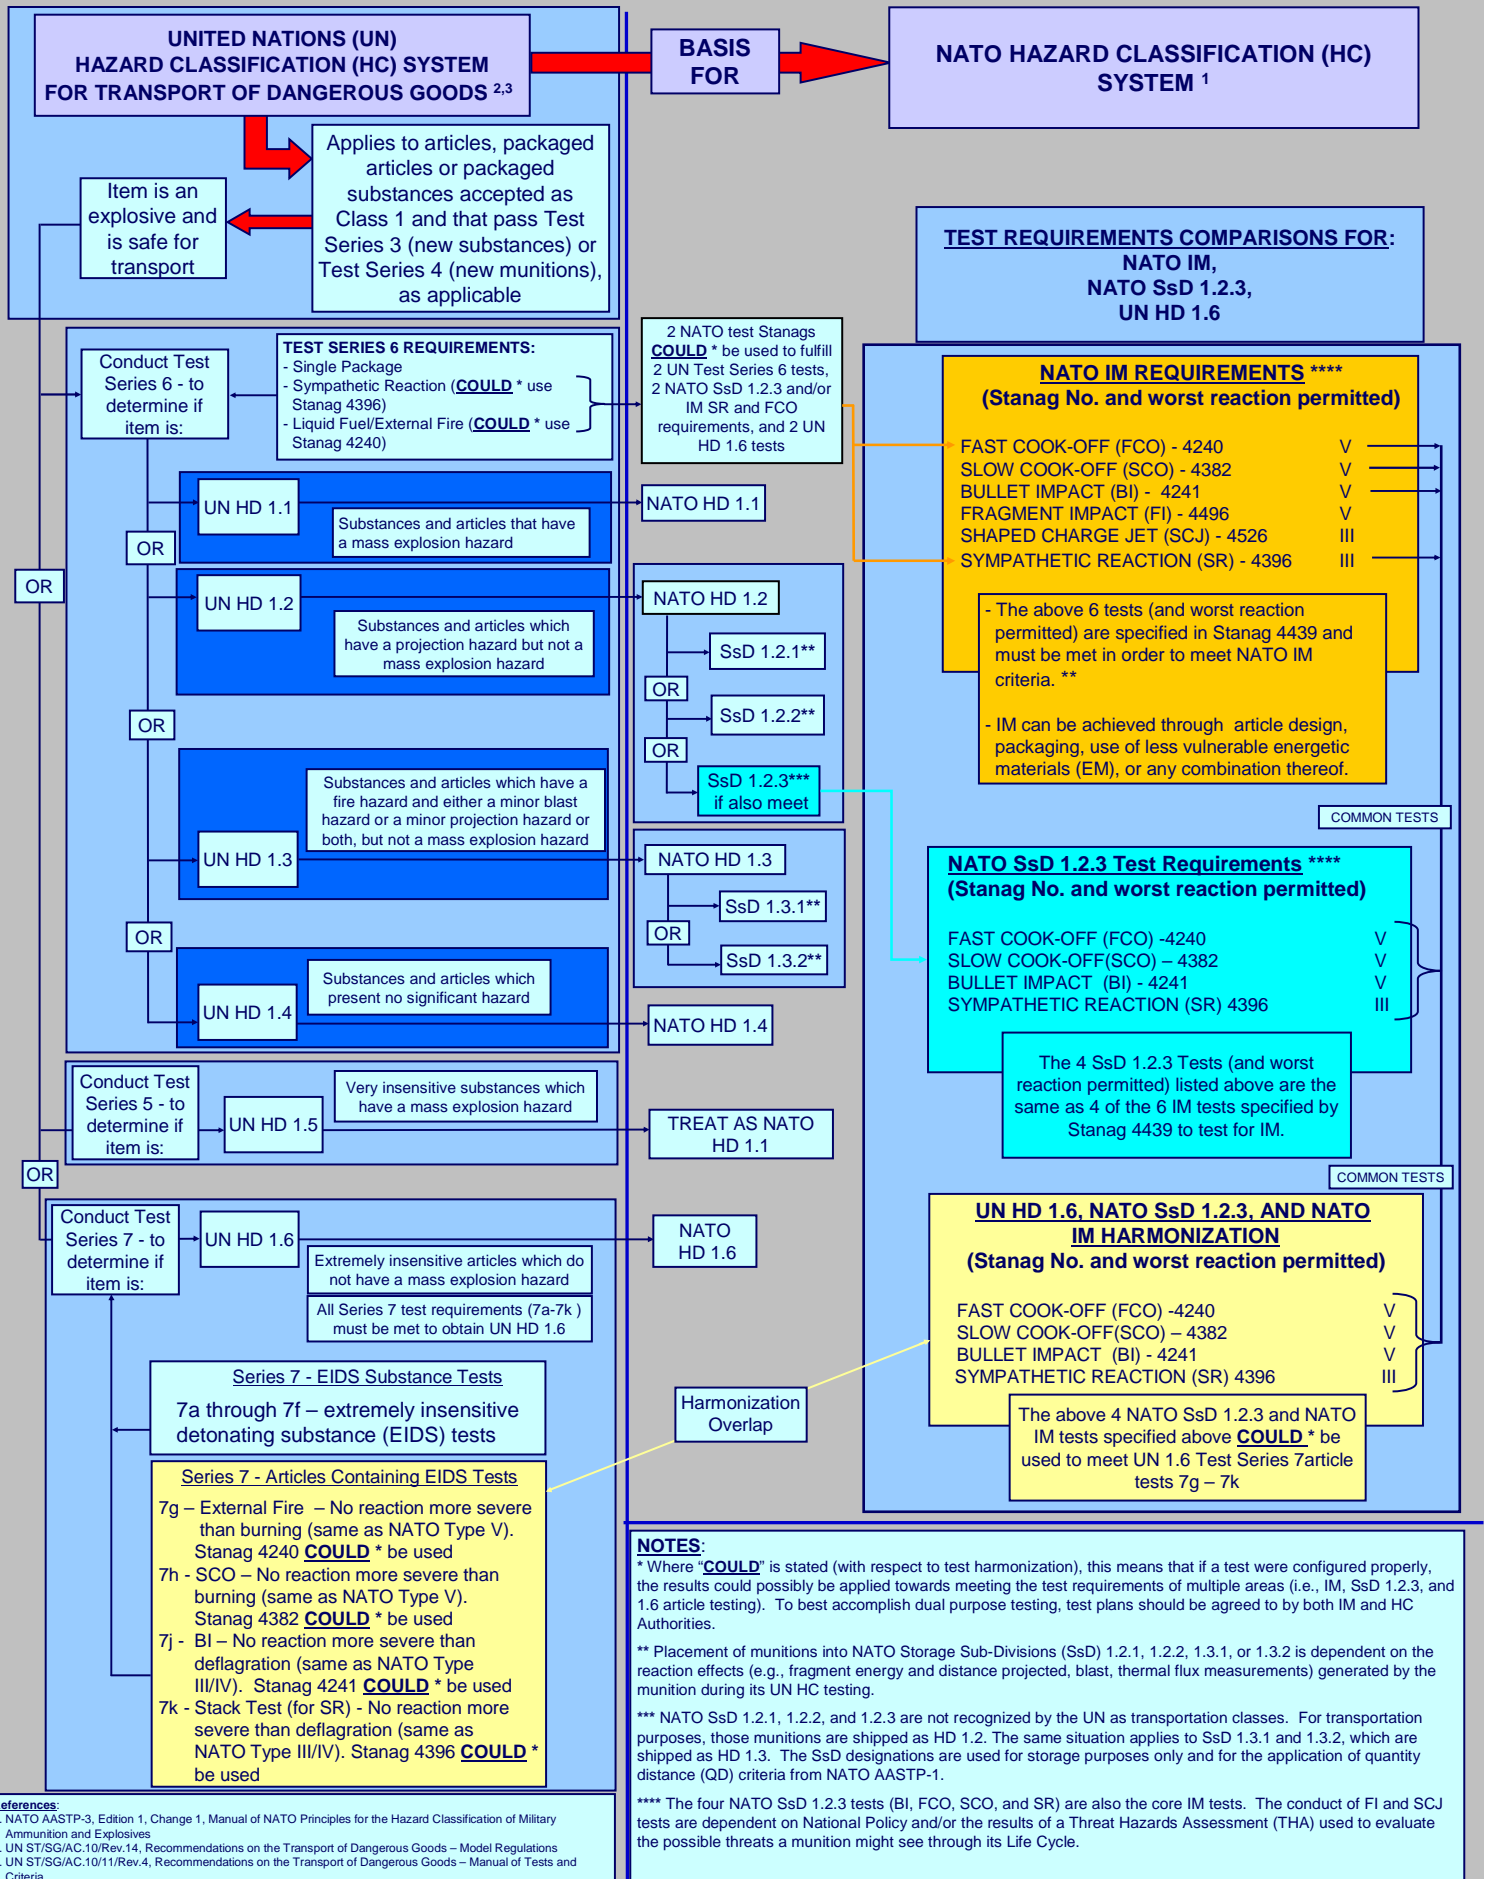 UNITED NATIONS (UN)
HAZARD CLASSIFICATION (HC) SYSTEM
FOR TRANSPORT OF DANGEROUS GOODS 2,3
BASIS
FOR
NATO HAZARD CLASSIFICATION (HC)
SYSTEM 1
Applies to articles, packaged
articles or packaged
substances accepted as
Class 1 and that pass Test
Series 3 (new substances) or
Test Series 4 (new munitions),
as applicable
Item is an
explosive and
is safe for
transport
TEST REQUIREMENTS COMPARISONS FOR:
NATO IM,
NATO SsD 1.2.3,
UN HD 1.6
Conduct Test
Series 6 - to
determine if
item is:
TEST SERIES 6 REQUIREMENTS:
- Single Package
- Sympathetic Reaction (COULD * use
Stanag 4396)
- Liquid Fuel/External Fire (COULD * use
Stanag 4240)
2 NATO test Stanags
COULD * be used to fulfill
2 UN Test Series 6 tests,
2 NATO SsD 1.2.3 and/or
IM SR and FCO
requirements, and 2 UN
HD 1.6 tests
NATO IM REQUIREMENTS ****
(Stanag No. and worst reaction permitted)
FAST COOK-OFF (FCO) - 4240 V
SLOW COOK-OFF (SCO) - 4382 V
BULLET IMPACT (BI) - 4241 V
FRAGMENT IMPACT (FI) - 4496 V
SHAPED CHARGE JET (SCJ) - 4526 III
SYMPATHETIC REACTION (SR) - 4396 III
- The above 6 tests (and worst reaction
permitted) are specified in Stanag 4439 and
must be met in order to meet NATO IM
criteria. **
- IM can be achieved through article design,
packaging, use of less vulnerable energetic
materials (EM), or any combination thereof.
UN HD 1.1
Substances and articles that have
a mass explosion hazard
NATO HD 1.1
OR
OR
UN HD 1.2
Substances and articles which
have a projection hazard but not a
mass explosion hazard
NATO HD 1.2
SsD 1.2.1**
OR
SsD 1.2.2**
OR
SsD 1.2.3***
if also meet
OR
Substances and articles which have a
fire hazard and either a minor blast
hazard or a minor projection hazard or
both, but not a mass explosion hazard
UN HD 1.3
NATO HD 1.3
SsD 1.3.1**
OR
SsD 1.3.2**
OR
Substances and articles which
present no significant hazard
UN HD 1.4
NATO HD 1.4
COMMON TESTS
NATO SsD 1.2.3 Test Requirements ****
(Stanag No. and worst reaction permitted)
FAST COOK-OFF (FCO) -4240 V
SLOW COOK-OFF(SCO) – 4382 V
BULLET IMPACT (BI) - 4241 V
SYMPATHETIC REACTION (SR) 4396 III
The 4 SsD 1.2.3 Tests (and worst
reaction permitted) listed above are the
same as 4 of the 6 IM tests specified by
Stanag 4439 to test for IM.
COMMON TESTS
Conduct Test
Series 5 - to
determine if
item is:
UN HD 1.5
Very insensitive substances which
have a mass explosion hazard
TREAT AS NATO
HD 1.1
OR
Conduct Test
Series 7 - to
determine if
item is:
UN HD 1.6
Extremely insensitive articles which do
not have a mass explosion hazard
All Series 7 test requirements (7a-7k )
must be met to obtain UN HD 1.6
NATO
HD 1.6
UN HD 1.6, NATO SsD 1.2.3, AND NATO
IM HARMONIZATION
(Stanag No. and worst reaction permitted)
FAST COOK-OFF (FCO) -4240 V
SLOW COOK-OFF(SCO) – 4382 V
BULLET IMPACT (BI) - 4241 V
SYMPATHETIC REACTION (SR) 4396 III
The above 4 NATO SsD 1.2.3 and NATO
IM tests specified above COULD * be
used to meet UN 1.6 Test Series 7article
tests 7g – 7k
Harmonization
Overlap
Series 7 - EIDS Substance Tests
7a through 7f – extremely insensitive
detonating substance (EIDS) tests
Series 7 - Articles Containing EIDS Tests
7g – External Fire – No reaction more severe
than burning (same as NATO Type V).
Stanag 4240 COULD * be used
7h - SCO – No reaction more severe than
burning (same as NATO Type V).
Stanag 4382 COULD * be used
7j - BI – No reaction more severe than
deflagration (same as NATO Type
III/IV). Stanag 4241 COULD * be used
7k - Stack Test (for SR) - No reaction more
severe than deflagration (same as
NATO Type III/IV). Stanag 4396 COULD *
be used
NOTES:
* Where “COULD” is stated (with respect to test harmonization), this means that if a test were configured properly,
the results could possibly be applied towards meeting the test requirements of multiple areas (i.e., IM, SsD 1.2.3, and
1.6 article testing). To best accomplish dual purpose testing, test plans should be agreed to by both IM and HC
Authorities.
** Placement of munitions into NATO Storage Sub-Divisions (SsD) 1.2.1, 1.2.2, 1.3.1, or 1.3.2 is dependent on the
reaction effects (e.g., fragment energy and distance projected, blast, thermal flux measurements) generated by the
munition during its UN HC testing.
*** NATO SsD 1.2.1, 1.2.2, and 1.2.3 are not recognized by the UN as transportation classes. For transportation
purposes, those munitions are shipped as HD 1.2. The same situation applies to SsD 1.3.1 and 1.3.2, which are
shipped as HD 1.3. The SsD designations are used for storage purposes only and for the application of quantity
distance (QD) criteria from NATO AASTP-1.
**** The four NATO SsD 1.2.3 tests (BI, FCO, SCO, and SR) are also the core IM tests. The conduct of FI and SCJ
tests are dependent on National Policy and/or the results of a Threat Hazards Assessment (THA) used to evaluate
the possible threats a munition might see through its Life Cycle.
eferences:
. NATO AASTP-3, Edition 1, Change 1, Manual of NATO Principles for the Hazard Classification of Military
Ammunition and Explosives
. UN ST/SG/AC.10/Rev.14, Recommendations on the Transport of Dangerous Goods – Model Regulations
. UN ST/SG/AC.10/11/Rev.4, Recommendations on the Transport of Dangerous Goods – Manual of Tests and
Criteria